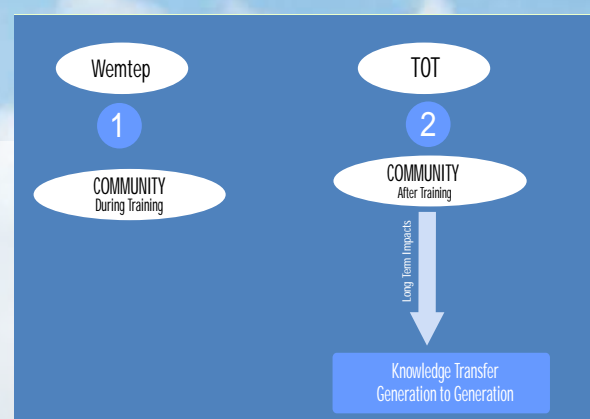 Wemtep
1
COMMUNITY
During Training
TOT
2
COMMUNITY
After Training
Long Term Impacts
Knowledge Transfer
Generation to Generation